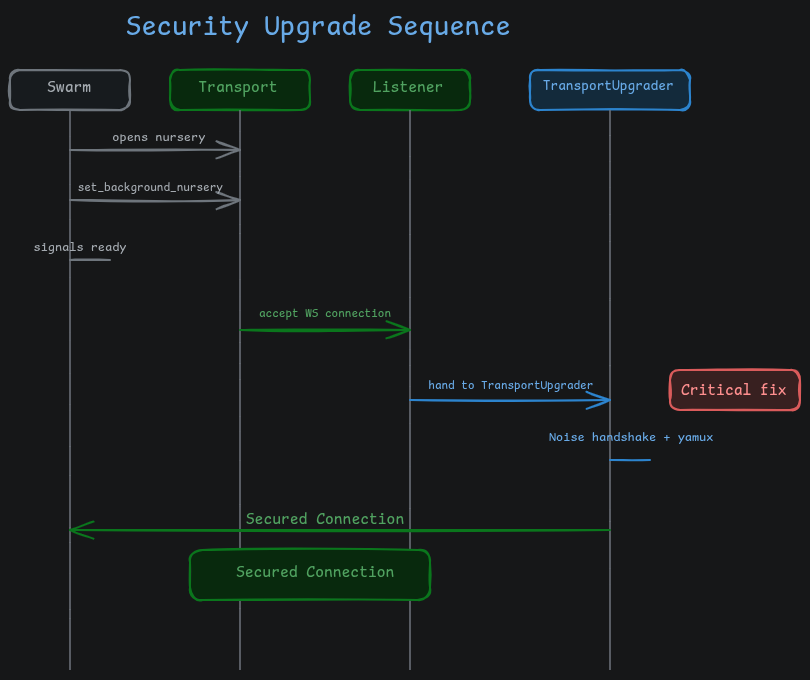 Security Upgrade Sequence
Swarm
Transport
Listener
TransportUpgrader
opens nursery
set_background_nursery
signals ready
accept WS connection
hand to TransportUpgrader
Critical fix
Noise handshake + yamux
Secured Connection
Secured Connection